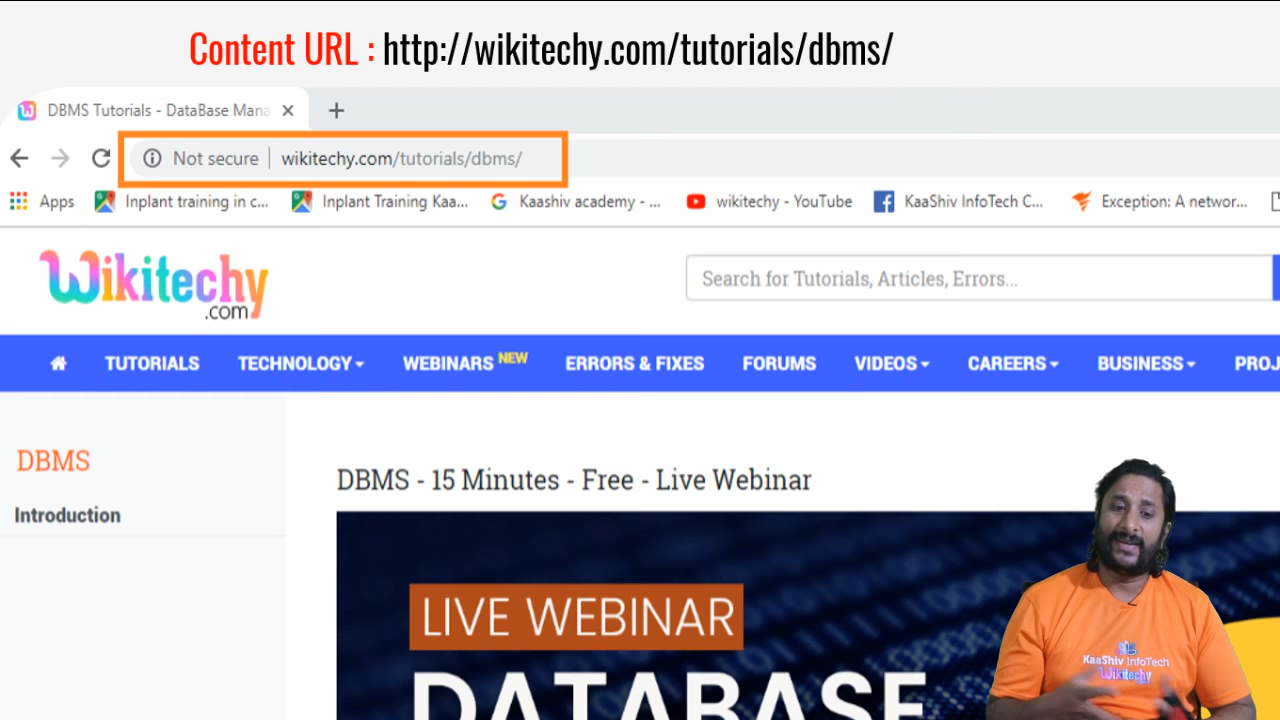 Content URL : http://wikitechy.com/tutorials/dbms/
DBMS Tutorials - DataBase Mana
Not secure | wikitechy.com/tutorials/dbms/
Apps Inplant training in c... Inplant Training Kaa... Kaashiv academy - ... wikitechy - YouTube KaaShiv InfoTech C... Exception: A networ...
Wikitechy
.com
Search for Tutorials, Articles, Errors...
TUTORIALS TECHNOLOGY WEBINARS NEW ERRORS & FIXES FORUMS VIDEOS CAREERS BUSINESS PROJ
DBMS
Introduction
DBMS - 15 Minutes - Free - Live Webinar
LIVE WEBINAR
DATABASE
KaaShiv InfoTech
Wikitechy